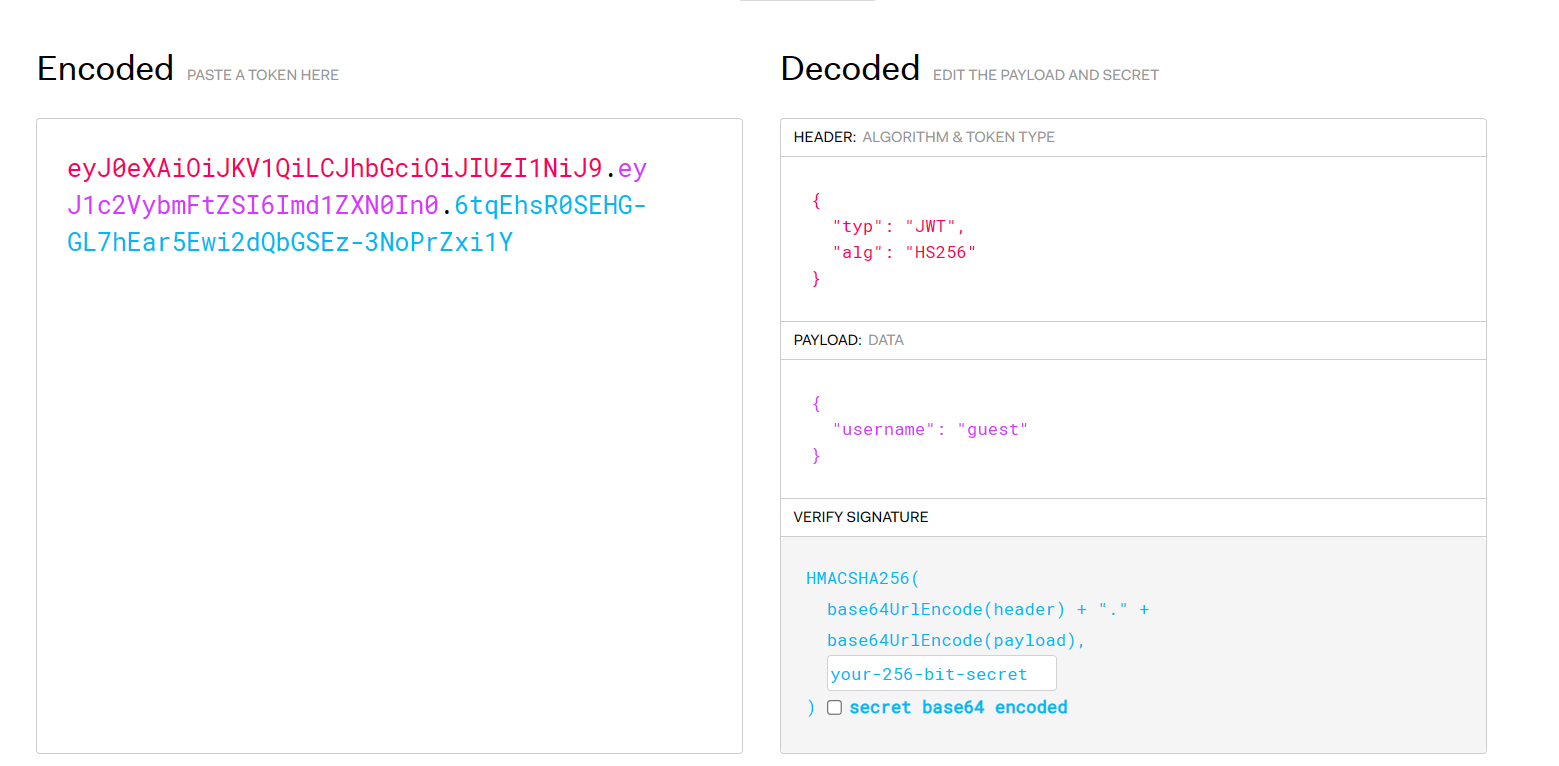 Encoded PASTE A TOKEN HERE
eyJ0eXAiOiJKV1QiLCJhbGciOiJIUzI1NiJ9.ey
J1c2VybmFtZSI6Imd1ZXN0In0.6tqEhsR0SEHG-
GL7hEar5Ewi2dQbGSEz-3NoPrZxi1Y
Decoded EDIT THE PAYLOAD AND SECRET
HEADER: ALGORITHM & TOKEN TYPE
{
"typ": "JWT",
"alg": "HS256"
}
PAYLOAD: DATA
{
"username": "guest"
}
VERIFY SIGNATURE
HMACSHA256(
base64UrlEncode(header) + "." +
base64UrlEncode(payload),
your-256-bit-secret
) secret base64 encoded